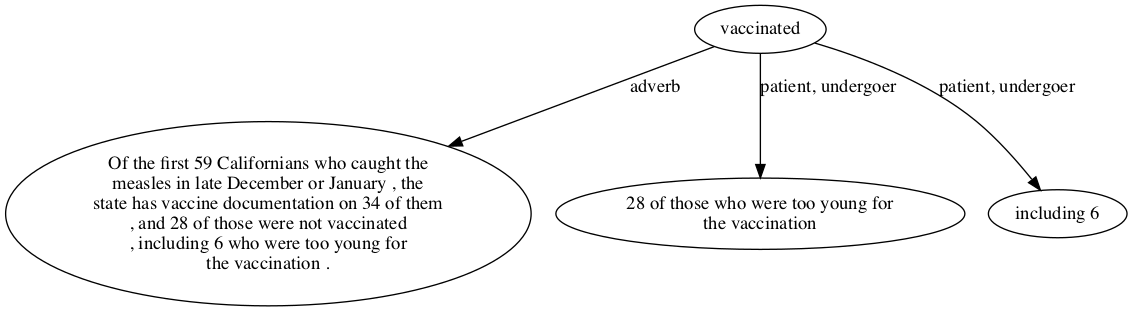 vaccinated
adverb
patient, undergoer
patient, undergoer
Of the first 59 Californians who caught the
measles in late December or January , the
state has vaccine documentation on 34 of them
, and 28 of those were not vaccinated
, including 6 who were too young for
the vaccination .
28 of those who were too young for
the vaccination
including 6